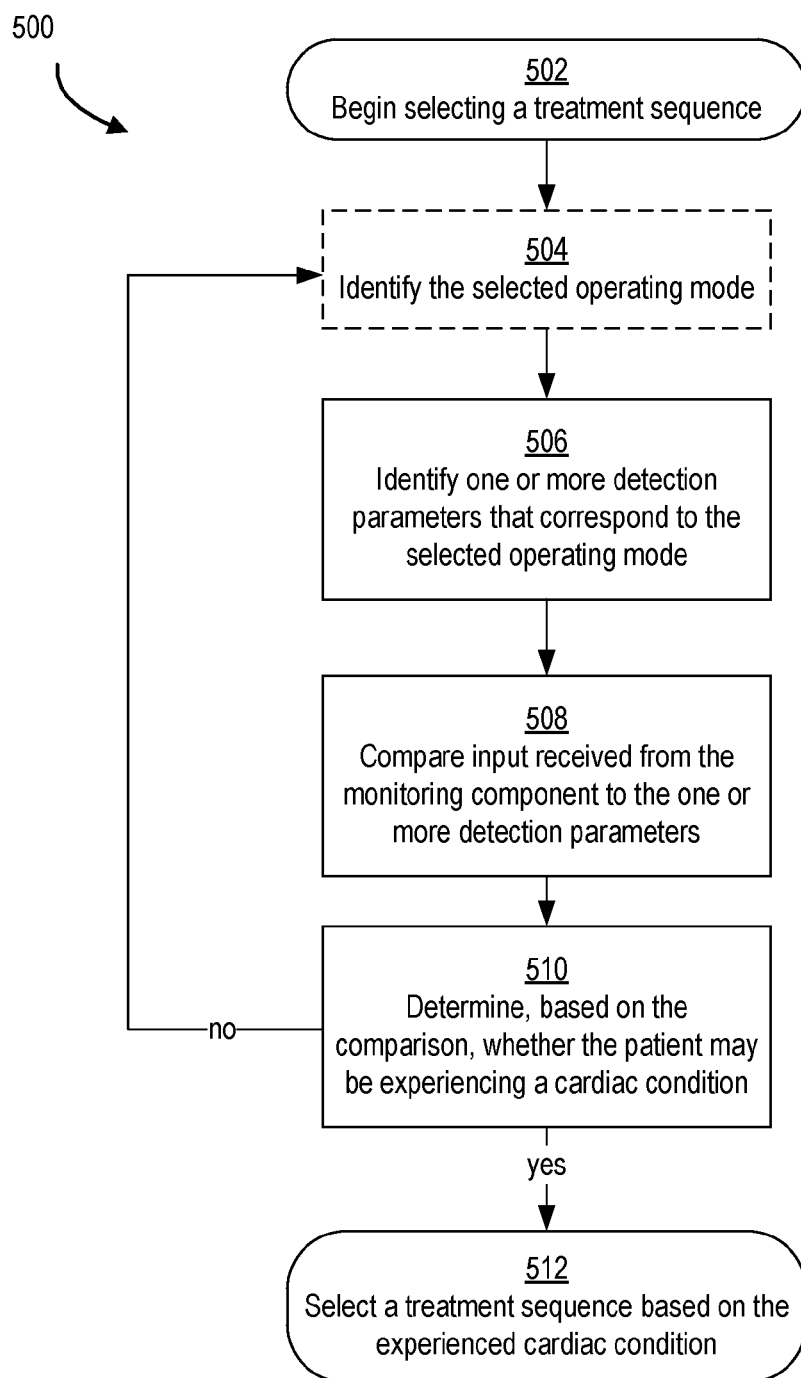 500
502
Begin selecting a treatment sequence
504
Identify the selected operating mode
506
Identify one or more detection
parameters that correspond to the
selected operating mode
508
Compare input received from the
monitoring component to the one or
more detection parameters
510
Determine, based on the
comparison, whether the patient may
be experiencing a cardiac condition
no
yes
512
Select a treatment sequence based on the
experienced cardiac condition